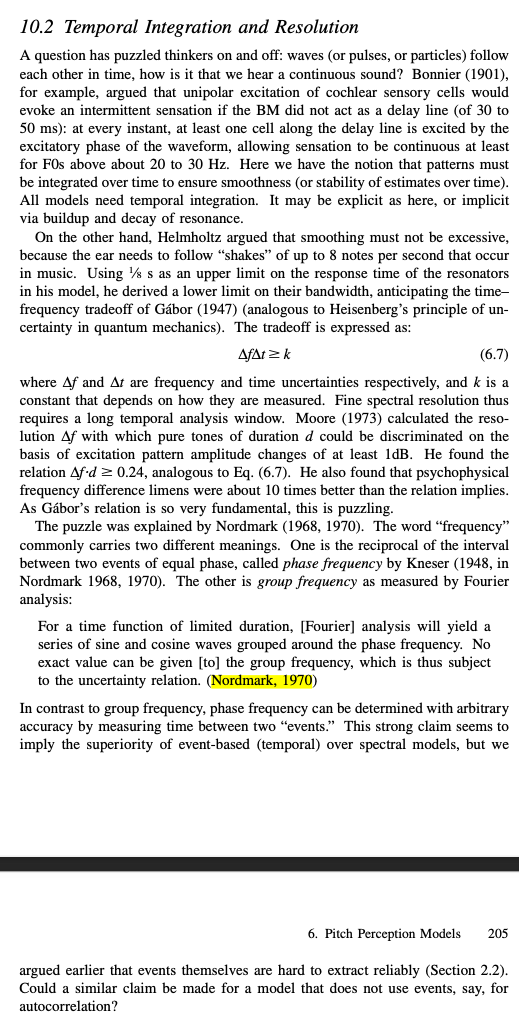 10.2 Temporal Integration and Resolution
A question has puzzled thinkers on and off: waves (or pulses, or particles) follow
each other in time, how is it that we hear a continuous sound? Bonnier (1901),
for example, argued that unipolar excitation of cochlear sensory cells would
evoke an intermittent sensation if the BM did not act as a delay line (of 30 to
50 ms): at every instant, at least one cell along the delay line is excited by the
excitatory phase of the waveform, allowing sensation to be continuous at least
for F0s above about 20 to 30 Hz. Here we have the notion that patterns must
be integrated over time to ensure smoothness (or stability of estimates over time).
All models need temporal integration. It may be explicit as here, or implicit
via buildup and decay of resonance.
On the other hand, Helmholtz argued that smoothing must not be excessive,
because the ear needs to follow “shakes” of up to 8 notes per second that occur
in music. Using ⅛ s as an upper limit on the response time of the resonators
in his model, he derived a lower limit on their bandwidth, anticipating the time–
frequency tradeoff of Gábor (1947) (analogous to Heisenberg’s principle of un-
certainty in quantum mechanics). The tradeoff is expressed as:
ΔfΔt ≥ k (6.7)
where Δf and Δt are frequency and time uncertainties respectively, and k is a
constant that depends on how they are measured. Fine spectral resolution thus
requires a long temporal analysis window. Moore (1973) calculated the reso-
lution Δf with which pure tones of duration d could be discriminated on the
basis of excitation pattern amplitude changes of at least 1dB. He found the
relation Δf·d ≥ 0.24, analogous to Eq. (6.7). He also found that psychophysical
frequency difference limens were about 10 times better than the relation implies.
As Gábor’s relation is so very fundamental, this is puzzling.
The puzzle was explained by Nordmark (1968, 1970). The word “frequency”
commonly carries two different meanings. One is the reciprocal of the interval
between two events of equal phase, called phase frequency by Kneser (1948, in
Nordmark 1968, 1970). The other is group frequency as measured by Fourier
analysis:
For a time function of limited duration, [Fourier] analysis will yield a
series of sine and cosine waves grouped around the phase frequency. No
exact value can be given [to] the group frequency, which is thus subject
to the uncertainty relation. (Nordmark, 1970)
In contrast to group frequency, phase frequency can be determined with arbitrary
accuracy by measuring time between two “events.” This strong claim seems to
imply the superiority of event-based (temporal) over spectral models, but we
6. Pitch Perception Models 205
argued earlier that events themselves are hard to extract reliably (Section 2.2).
Could a similar claim be made for a model that does not use events, say, for
autocorrelation?